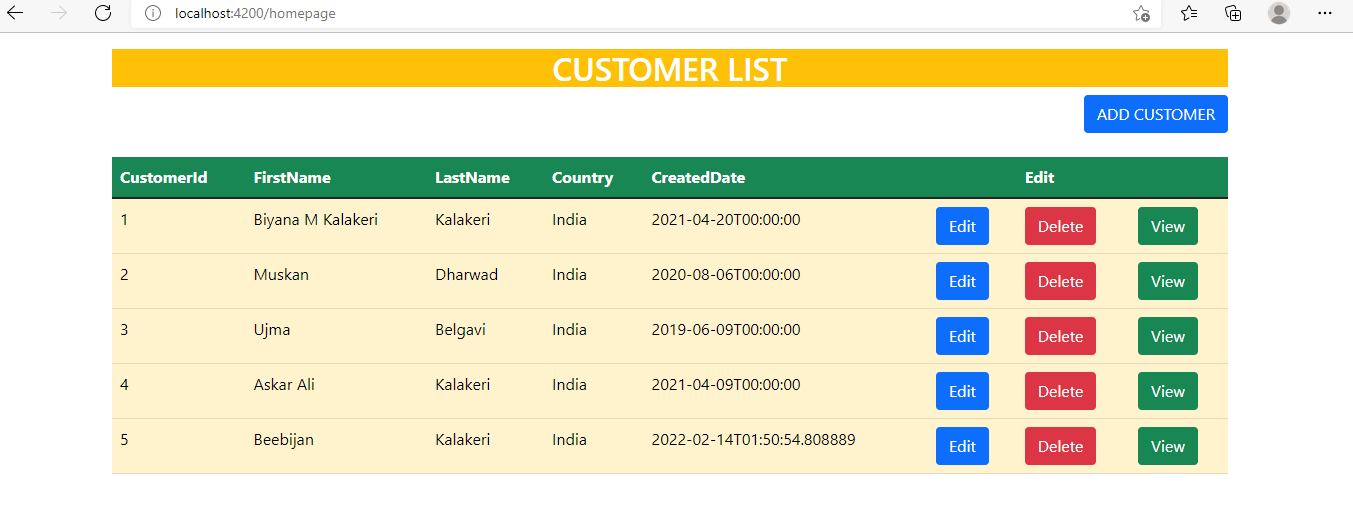 localhost:4200/homepage
CUSTOMER LIST
ADD CUSTOMER
CustomerId FirstName LastName Country CreatedDate Edit
1 Biyana M Kalakeri Kalakeri India 2021-04-20T00:00:00 Edit Delete View
2 Muskan Dharwad India 2020-08-06T00:00:00 Edit Delete View
3 Ujma Belgavi India 2019-06-09T00:00:00 Edit Delete View
4 Askar Ali Kalakeri India 2021-04-09T00:00:00 Edit Delete View
5 Beebijan Kalakeri India 2022-02-14T01:50:54.808889 Edit Delete View